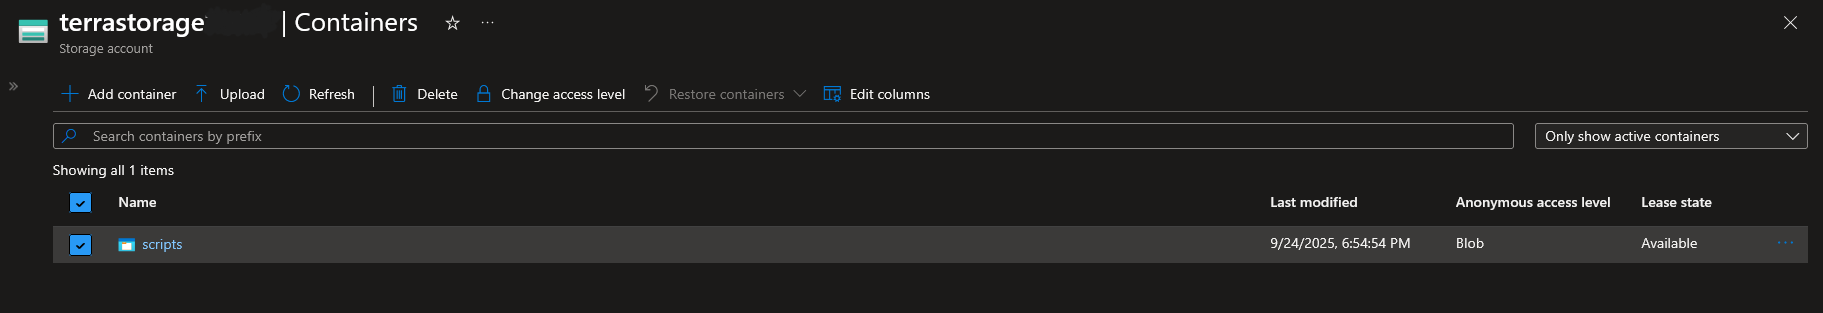 terrastorage | Containers
Storage account
Add container Upload Refresh Delete Change access level Restore containers Edit columns
Search containers by prefix Only show active containers
Showing all 1 items
Name Last modified Anonymous access level Lease state
scripts 9/24/2025, 6:54:54 PM Blob Available